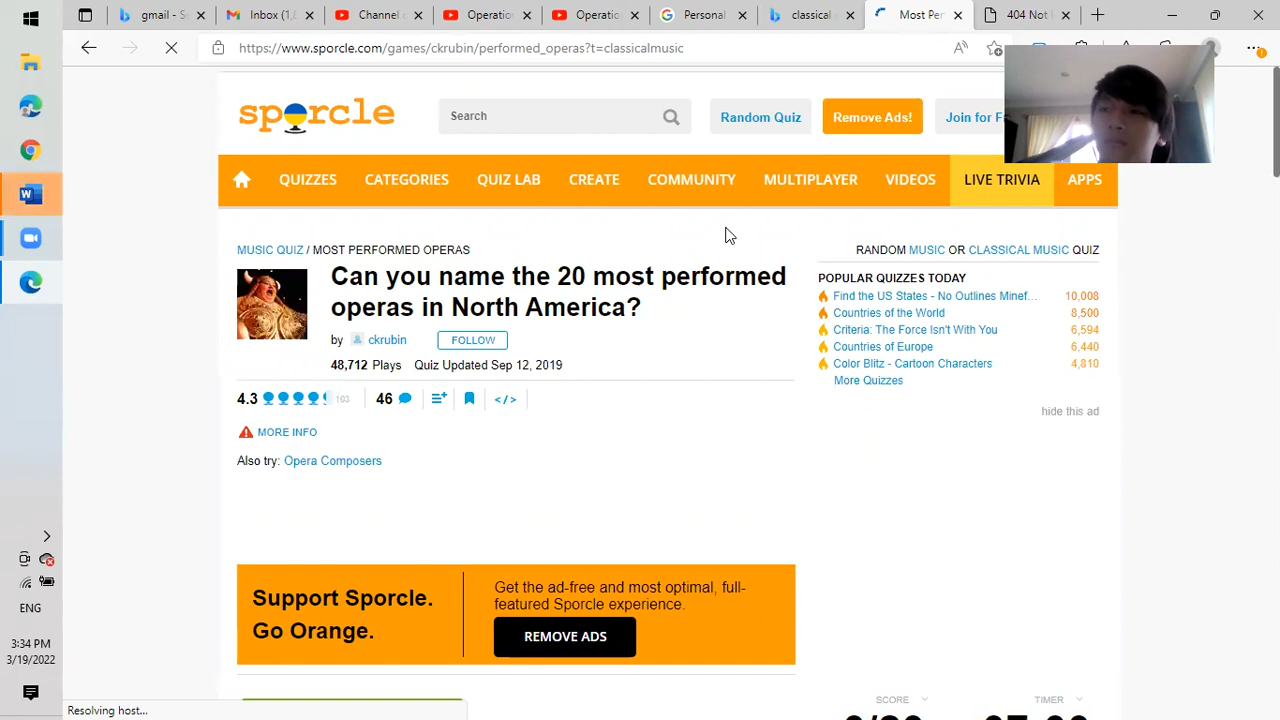 gmail - Se
Inbox (1,8
Channel c
Operation
Operation
Personal
classical
Most Per
404 Not F
https://www.sporcle.com/games/ckrubin/performed_operas?t=classicalmusic
sporcle
Search
Random Quiz
Remove Ads!
Join for F
QUIZZES
CATEGORIES
QUIZ LAB
CREATE
COMMUNITY
MULTIPLAYER
VIDEOS
LIVE TRIVIA
APPS
MUSIC QUIZ / MOST PERFORMED OPERAS
RANDOM MUSIC OR CLASSICAL MUSIC QUIZ
Can you name the 20 most performed
operas in North America?
by ckrubin
FOLLOW
48,712 Plays Quiz Updated Sep 12, 2019
4.3
103
46
</>
MORE INFO
Also try: Opera Composers
POPULAR QUIZZES TODAY
Find the US States - No Outlines Minef... 10,008
Countries of the World 8,500
Criteria: The Force Isn't With You 6,594
Countries of Europe 6,440
Color Blitz - Cartoon Characters 4,810
More Quizzes
hide this ad
Support Sporcle.
Go Orange.
Get the ad-free and most optimal, full-
featured Sporcle experience.
REMOVE ADS
SCORE
TIMER
ENG
3:34 PM
3/19/2022
Resolving host...